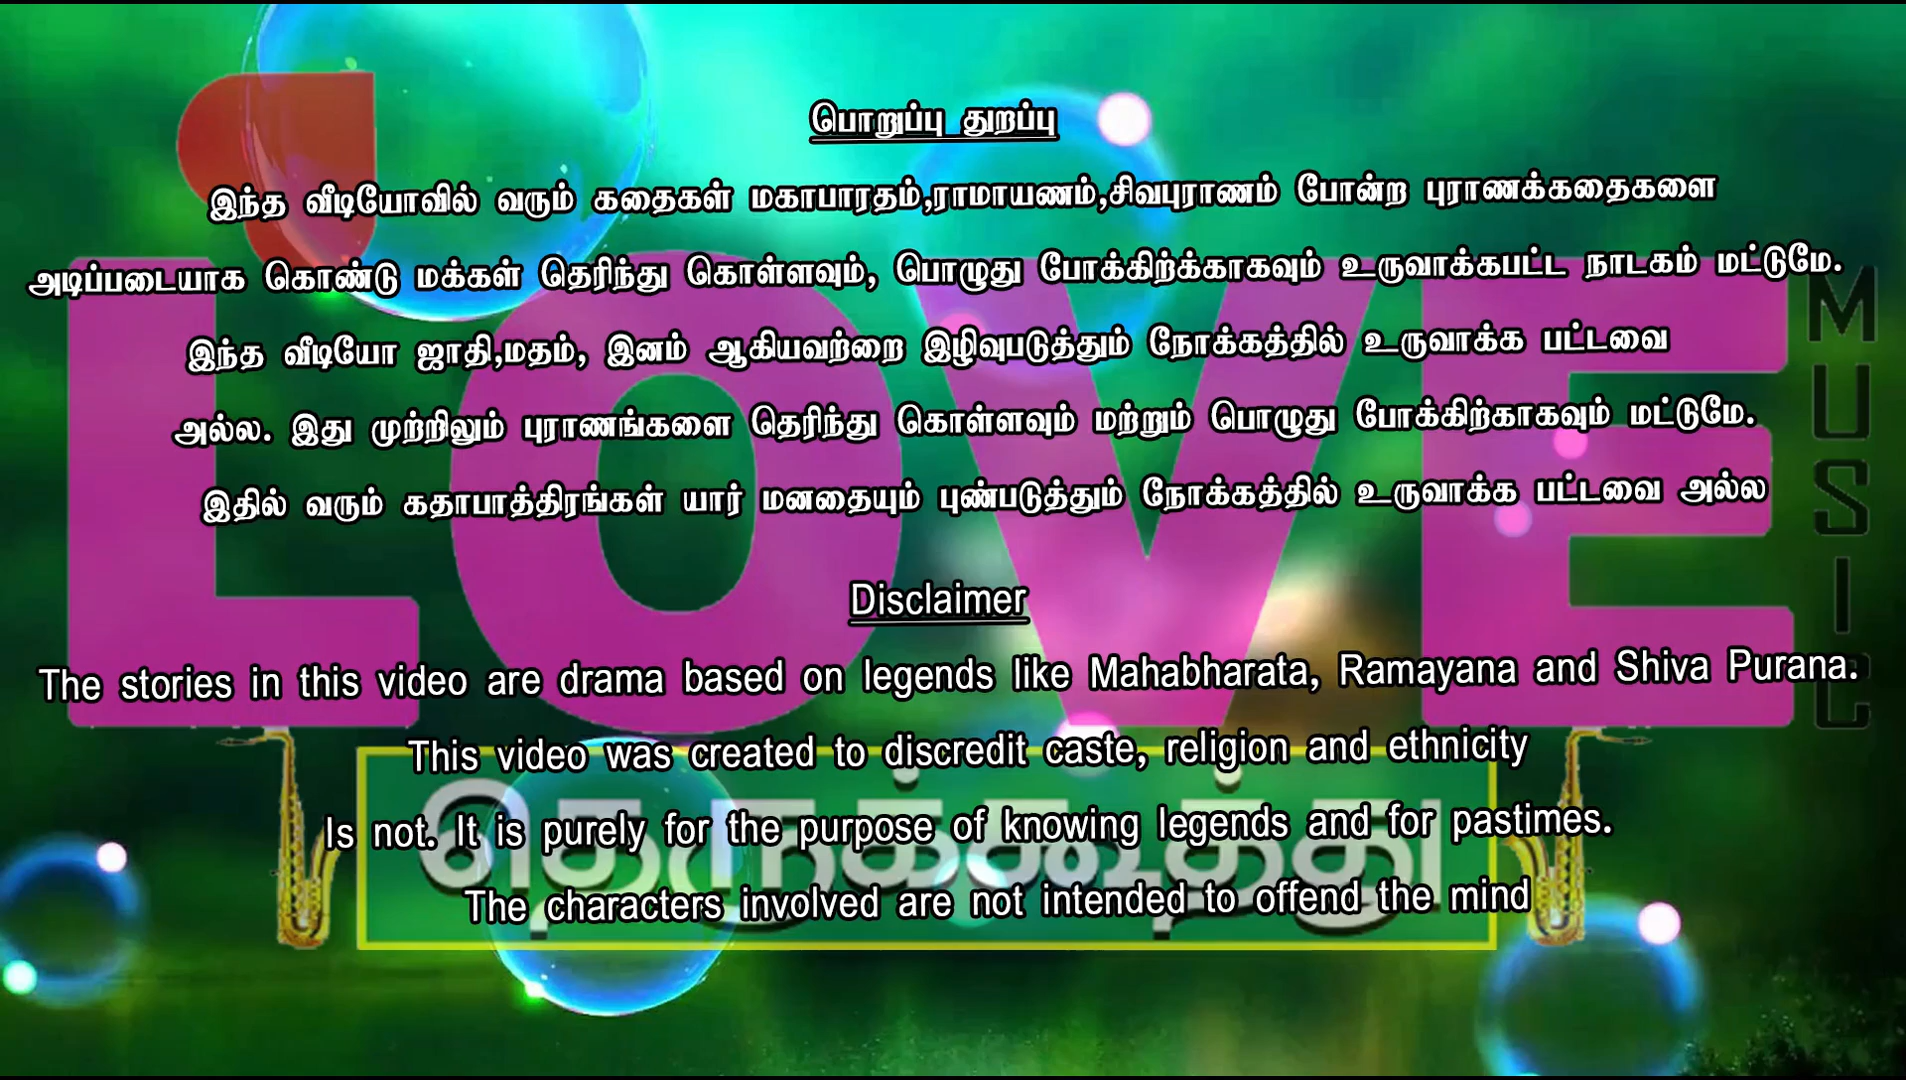 பொறுப்பு துறப்பு
இந்த வீடியோவில் வரும் கதைகள் மகாபாரதம்,ராமாயணம்,சிவபுராணம் போன்ற புராணக்கதைகளை
அடிப்படையாக கொண்டு மக்கள் தெரிந்து கொள்ளவும், பொழுது போக்கிற்க்காகவும் உருவாக்கபட்ட நாடகம் மட்டுமே.
இந்த வீடியோ ஜாதி,மதம், இனம் ஆகியவற்றை இழிவுபடுத்தும் நோக்கத்தில் உருவாக்க பட்டவை
அல்ல. இது முற்றிலும் புராணங்களை தெரிந்து கொள்ளவும் மற்றும் பொழுது போக்கிற்காகவும் மட்டுமே.
இதில் வரும் கதாபாத்திரங்கள் யார் மனதையும் புண்படுத்தும் நோக்கத்தில் உருவாக்க பட்டவை அல்ல
Disclaimer
The stories in this video are drama based on legends like Mahabharata, Ramayana and Shiva Purana.
This video was created to discredit caste, religion and ethnicity
Is not. It is purely for the purpose of knowing legends and for pastimes.
The characters involved are not intended to offend the mind
LOVE
MUSIC